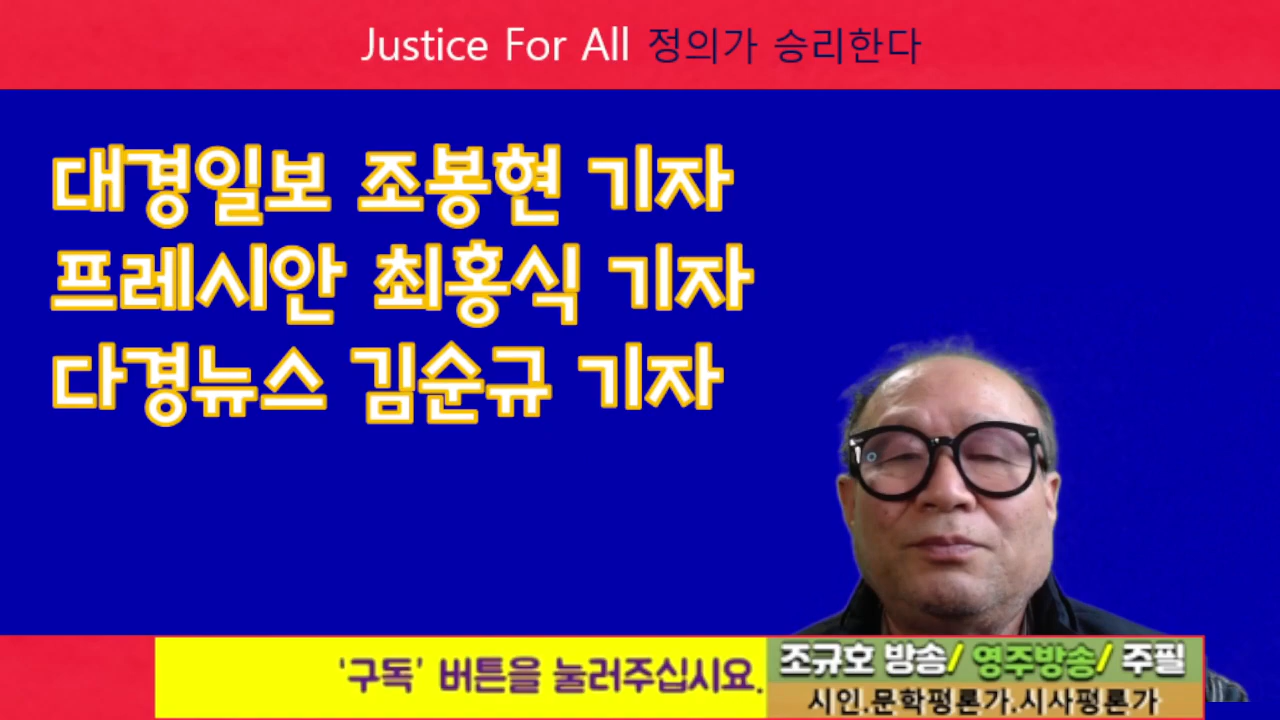 Justice For All 정의가 승리한다
대경일보 조봉현 기자
프레시안 최홍식 기자
다경뉴스 김순규 기자
'구독' 버튼을 눌러주십시요.
조규호 방송/ 영주방송/ 주필
시인.문학평론가.시사평론가